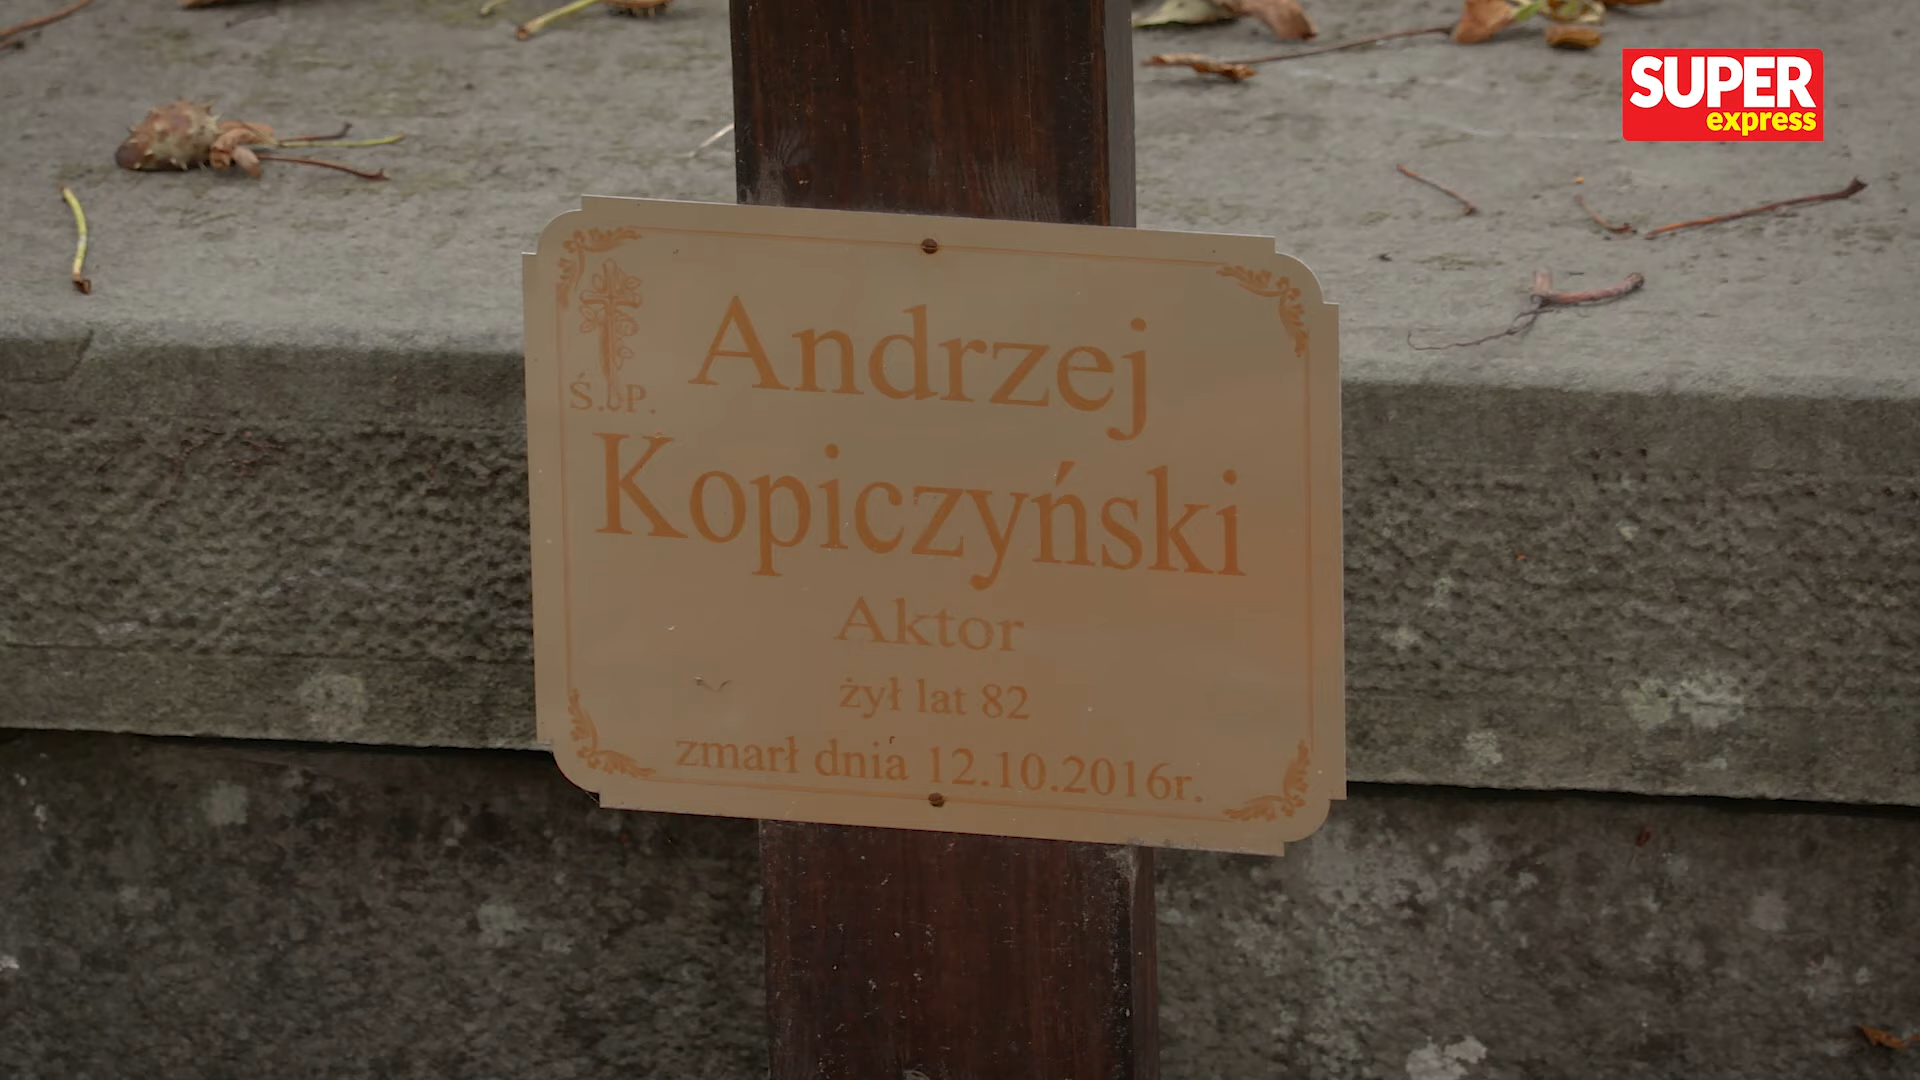 SUPER
express
Ś.P.
Andrzej
Kopiczyński
Aktor
żył lat 82
zmarł dnia 12.10.2016r.